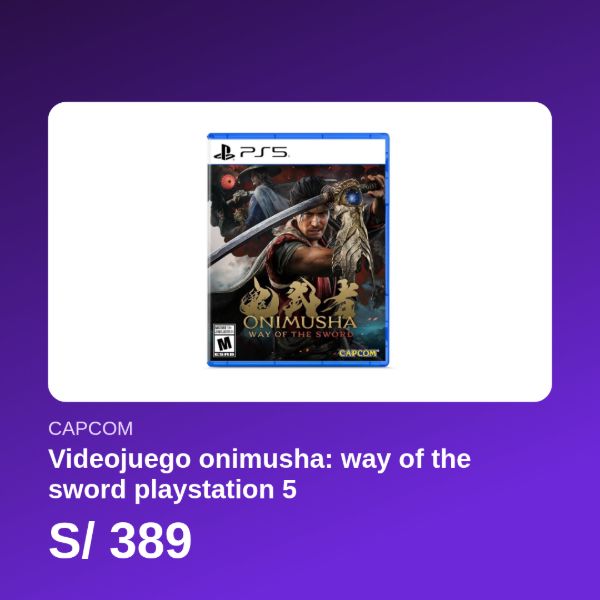 PS5
鬼武者
ONIMUSHA
WAY OF THE SWORD
M
ESRB
CAPCOM
CAPCOM
Videojuego onimusha: way of the
sword playstation 5
S/ 389